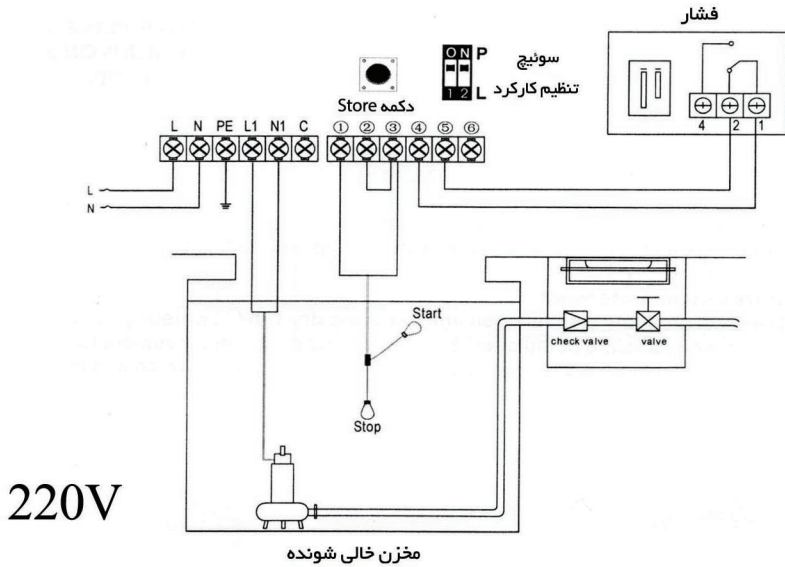 فشار
ON P
سوئیچ
تنظیم کارکرد
1 2 L
دکمه Store
4 2 1
L N PE L1 N1 C ① ② ③ ④ ⑤ ⑥
L
N
Start
Stop
check valve
valve
220V
مخزن خالی شونده